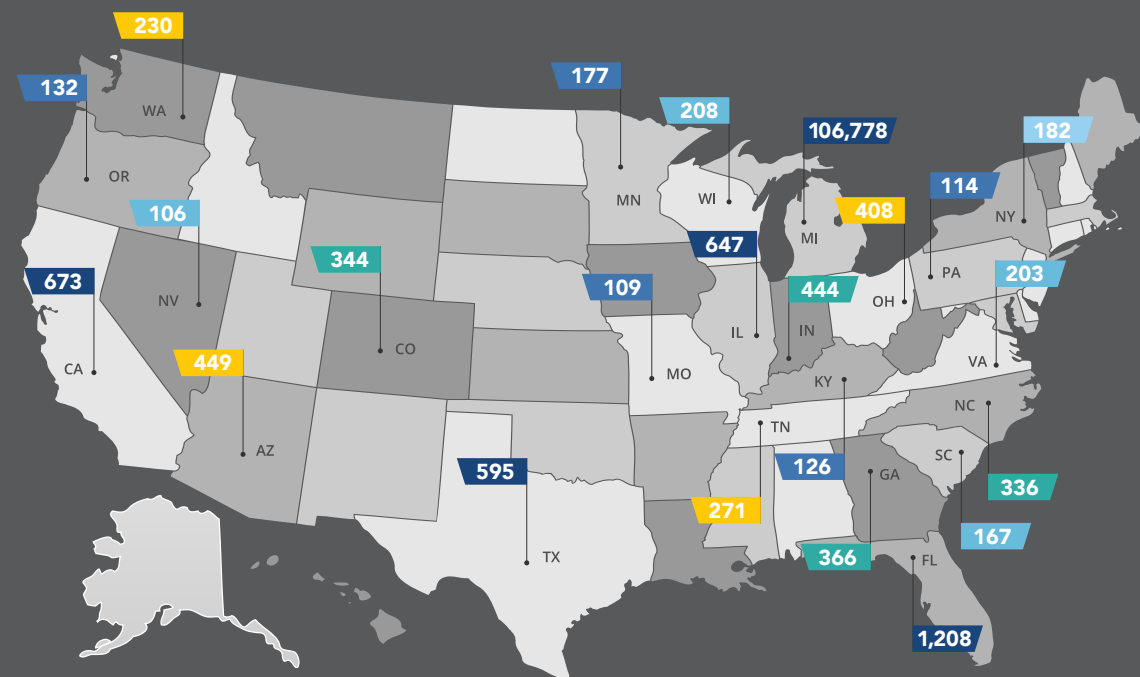 230
WA
132
OR
106
NV
673
CA
449
AZ
344
CO
177
MN
208
WI
106,778
MI
647
IL
109
MO
444
IN
408
OH
114
PA
182
NY
203
VA
126
KY
271
TN
NC
336
SC
167
GA
366
FL
1,208
595
TX